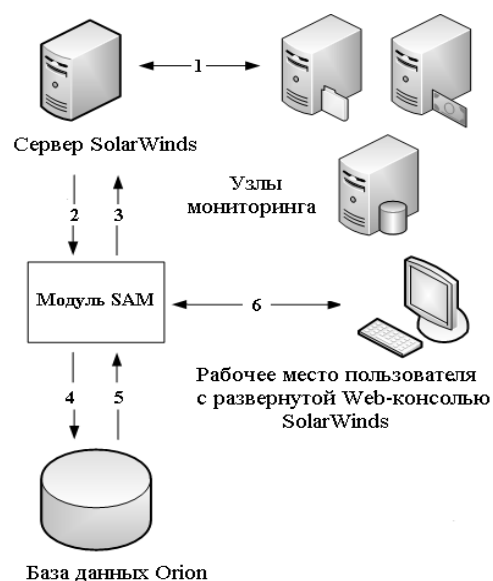 1
Сервер SolarWinds
Узлы
мониторинга
2
3
Модуль SAM
6
Рабочее место пользователя
с развернутой Web-консолью
SolarWinds
4
5
База данных Orion